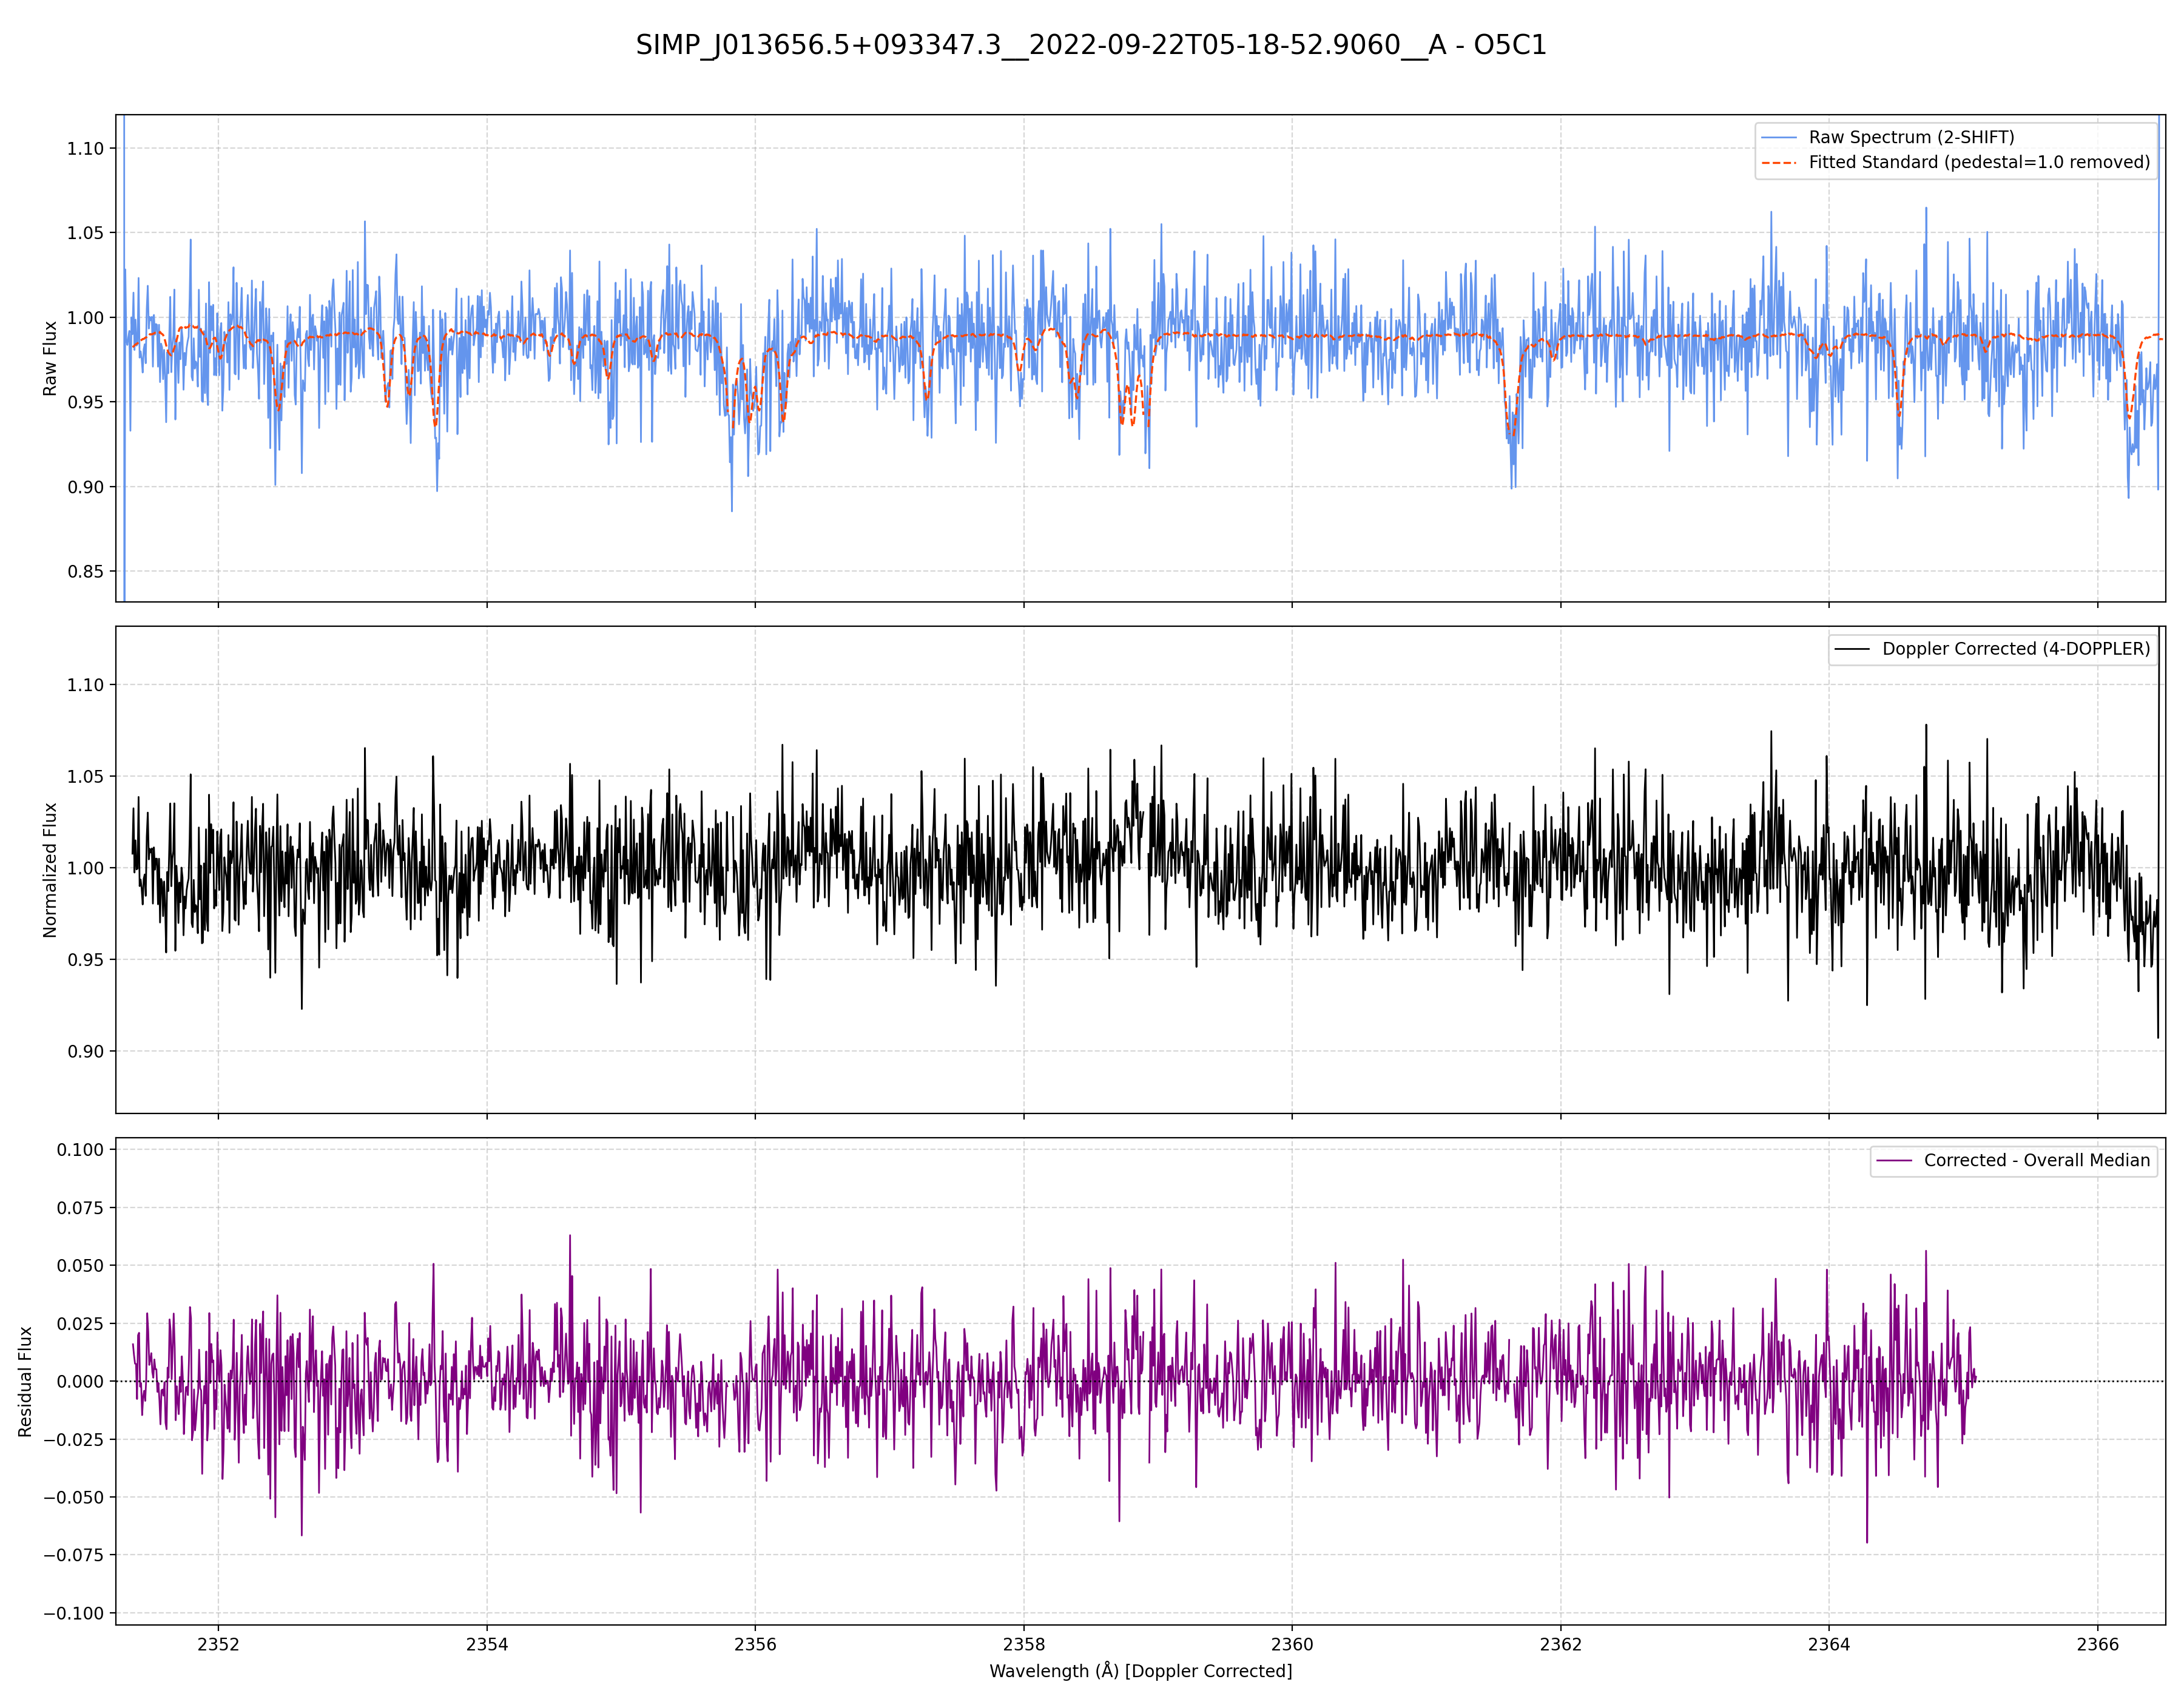 SIMP_J013656.5+093347.3__2022-09-22T05-18-52.9060__A - O5C1
Raw Flux
1.10
1.05
1.00
0.95
0.90
0.85
Raw Spectrum (2-SHIFT)
Fitted Standard (pedestal=1.0 removed)
Normalized Flux
1.10
1.05
1.00
0.95
0.90
Doppler Corrected (4-DOPPLER)
Residual Flux
0.100
0.075
0.050
0.025
0.000
−0.025
−0.050
−0.075
−0.100
Corrected - Overall Median
2352 2354 2356 2358 2360 2362 2364 2366
Wavelength (Å) [Doppler Corrected]